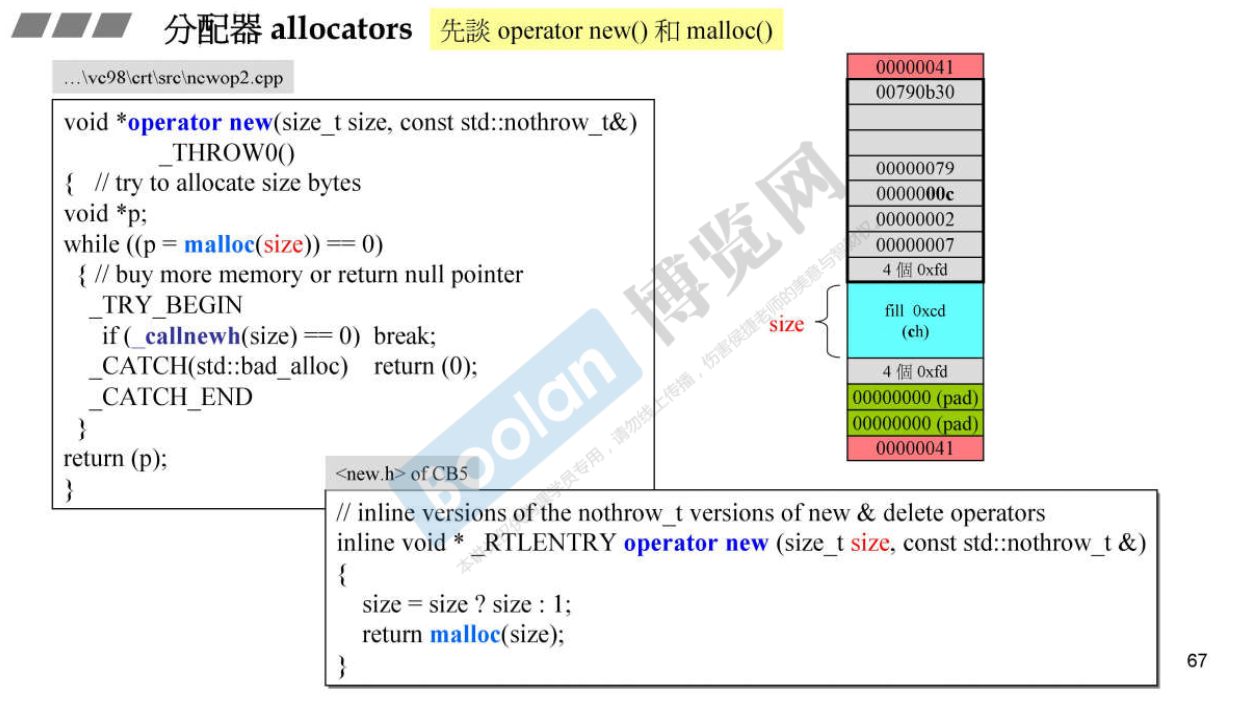 分配器 allocators
先談 operator new() 和 malloc()
…\vc98\crt\src\newop2.cpp
void *operator new(size_t size, const std::nothrow_t&)
_THROW0()
{ // try to allocate size bytes
void *p;
while ((p = malloc(size)) == 0)
{ // buy more memory or return null pointer
_TRY_BEGIN
if (_callnewh(size) == 0) break;
_CATCH(std::bad_alloc) return (0);
_CATCH_END
}
return (p);
}
<new.h> of CB5
// inline versions of the nothrow_t versions of new & delete operators
inline void * _RTLENTRY operator new (size_t size, const std::nothrow_t &)
{
size = size ? size : 1;
return malloc(size);
}
00000041
00790b30
00000079
0000000c
00000002
00000007
4 個 0xfd
size
fill 0xcd
(ch)
4 個 0xfd
00000000 (pad)
00000000 (pad)
00000041
boolan
博览网
67